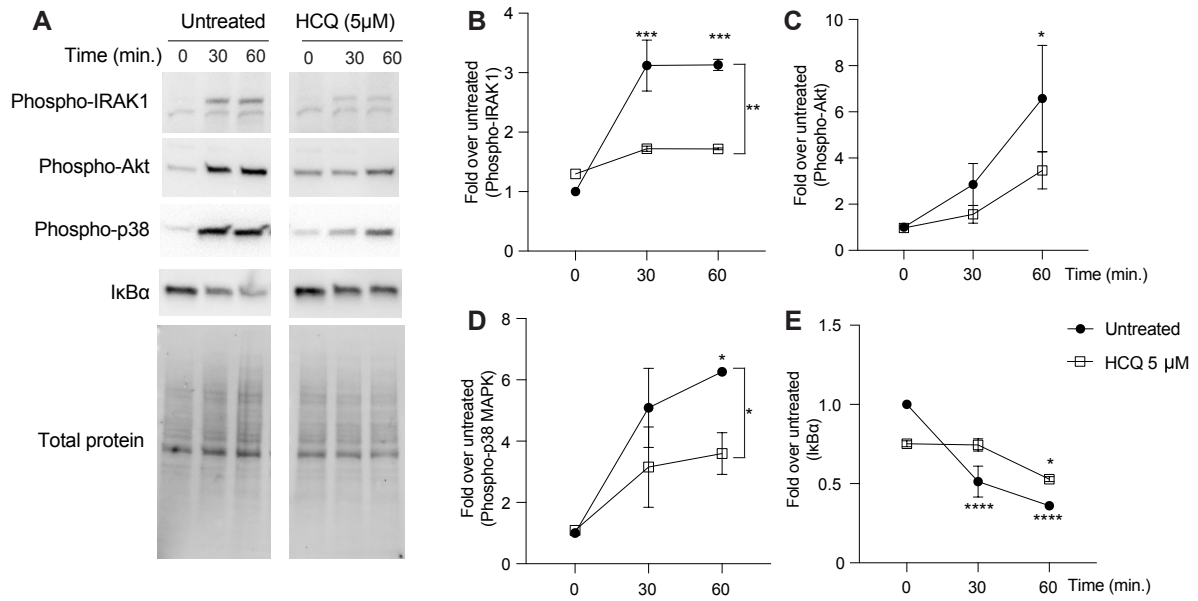 A
Untreated
HCQ (5µM)
Time (min.)
0 30 60
0 30 60
Phospho-IRAK1
Phospho-Akt
Phospho-p38
IκBα
Total protein
B
Fold over untreated
(Phospho-IRAK1)
4
3
2
1
0
***
***
**
0 30 60
C
Fold over untreated
(Phospho-Akt)
10
8
6
4
2
0
*
0 30 60 Time (min.)
D
Fold over untreated
(Phospho-p38 MAPK)
8
6
4
2
0
*
*
0 30 60
E
Fold over untreated
(IκBα)
1.5
1.0
0.5
0
****
*
****
0 30 60 Time (min.)
Untreated
HCQ 5 µM